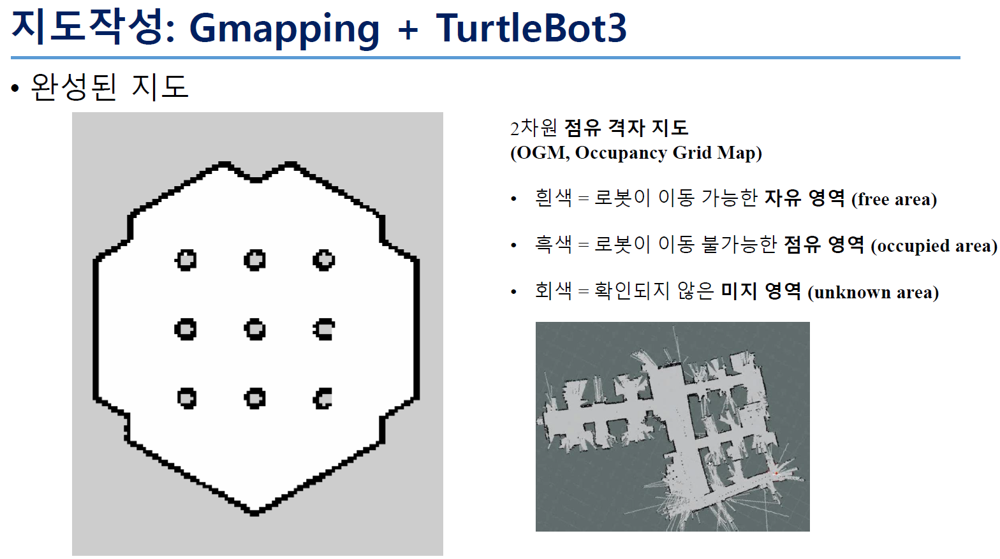 지도작성: Gmapping + TurtleBot3
• 완성된 지도
2차원 점유 격자 지도
(OGM, Occupancy Grid Map)
• 흰색 = 로봇이 이동 가능한 자유 영역 (free area)
• 흑색 = 로봇이 이동 불가능한 점유 영역 (occupied area)
• 회색 = 확인되지 않은 미지 영역 (unknown area)